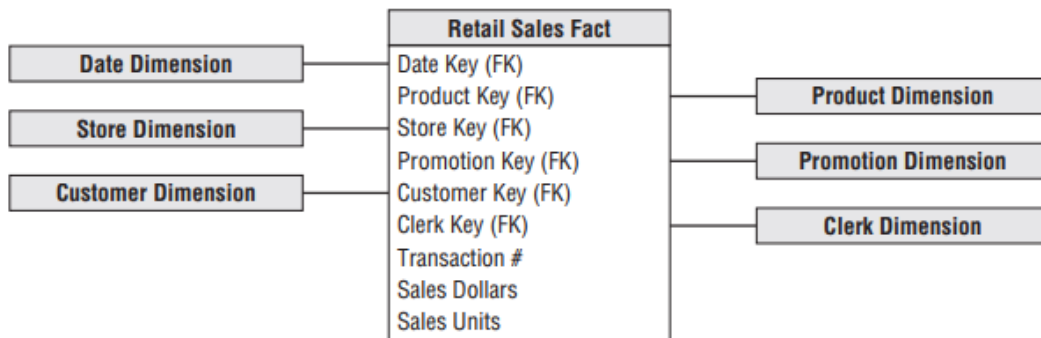 Retail Sales Fact
Date Dimension
Store Dimension
Customer Dimension
Date Key (FK)
Product Key (FK)
Store Key (FK)
Promotion Key (FK)
Customer Key (FK)
Clerk Key (FK)
Transaction #
Sales Dollars
Sales Units
Product Dimension
Promotion Dimension
Clerk Dimension